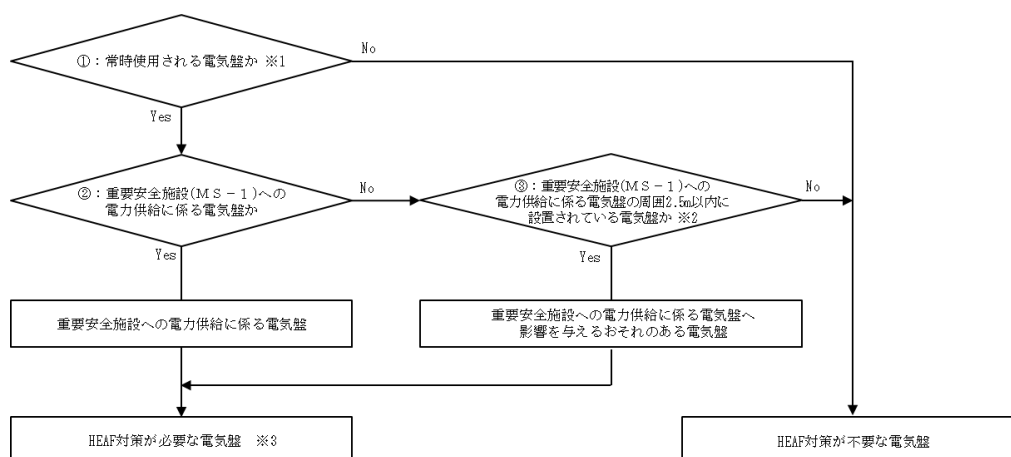 ①：常時使用される電気盤か ※1
No
Yes
②：重要安全施設(ＭＳ－１)への
電力供給に係る電気盤か
No
③：重要安全施設(ＭＳ－１)への
電力供給に係る電気盤の周囲2.5m以内に
設置されている電気盤か ※2
No
Yes
Yes
重要安全施設への電力供給に係る電気盤
重要安全施設への電力供給に係る電気盤へ
影響を与えるおそれのある電気盤
HEAF対策が必要な電気盤　※3
HEAF対策が不要な電気盤